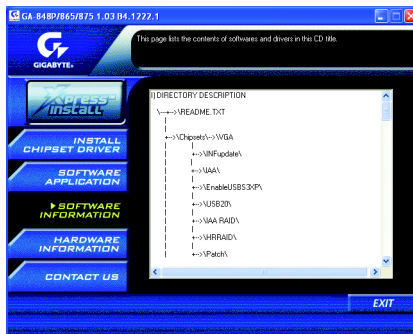 GA-848P/865/875 1.03 B4.1222.1
GIGABYTE
This page lists the contents of softwares and drivers in this CD title.
Xpress
Install
INSTALL
CHIPSET DRIVER
SOFTWARE
APPLICATION
SOFTWARE
INFORMATION
HARDWARE
INFORMATION
CONTACT US
I) DIRECTORY DESCRIPTION
\--+-->\README.TXT
|
+-->\Chipsets\-->\VGA
| +-->\INFupdate\
| +-->\IAA\
| +-->\EnableUSBS3XP\
| +-->\USB20\
| +-->\IAA RAID\
| +-->\HRRAID\
| +-->\Patch\
EXIT